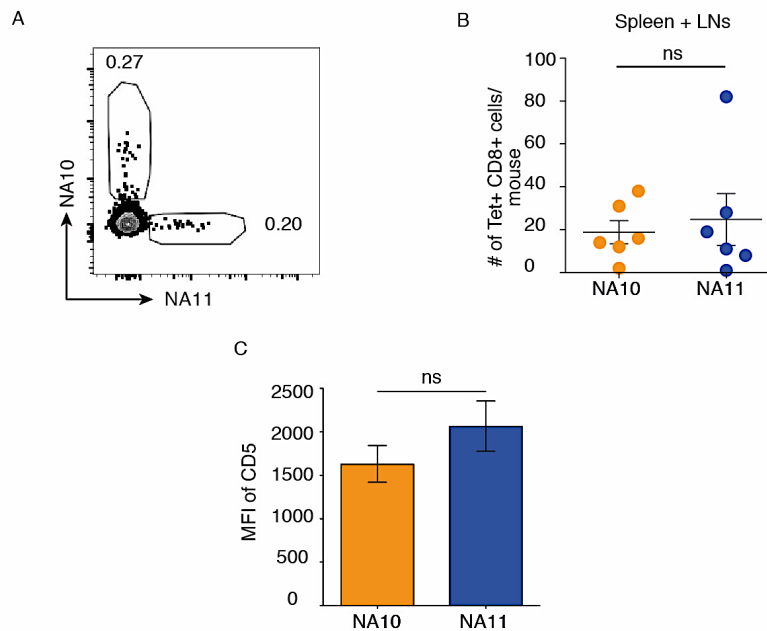 A
0.27
NA10
0.20
NA11
B
Spleen + LNs
ns
# of Tet+ CD8+ cells/
mouse
100
80
60
40
20
0
NA10 NA11
C
ns
MFI of CD5
2500
2000
1500
1000
500
0
NA10 NA11